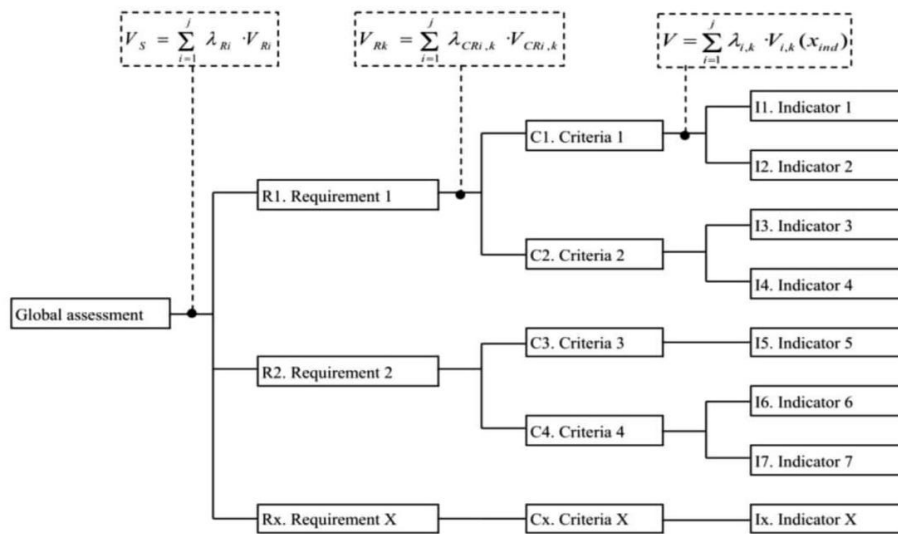 V_S = \sum_{i=1}^{j} λ_{Ri} · V_{Ri}
V_{Rk} = \sum_{i=1}^{j} λ_{CRi,k} · V_{CRi,k}
V = \sum_{i=1}^{j} λ_{i,k} · V_{i,k}(x_{ind})
I1. Indicator 1
C1. Criteria 1
I2. Indicator 2
R1. Requirement 1
I3. Indicator 3
C2. Criteria 2
I4. Indicator 4
Global assessment
C3. Criteria 3
I5. Indicator 5
R2. Requirement 2
I6. Indicator 6
C4. Criteria 4
I7. Indicator 7
Rx. Requirement X
Cx. Criteria X
Ix. Indicator X